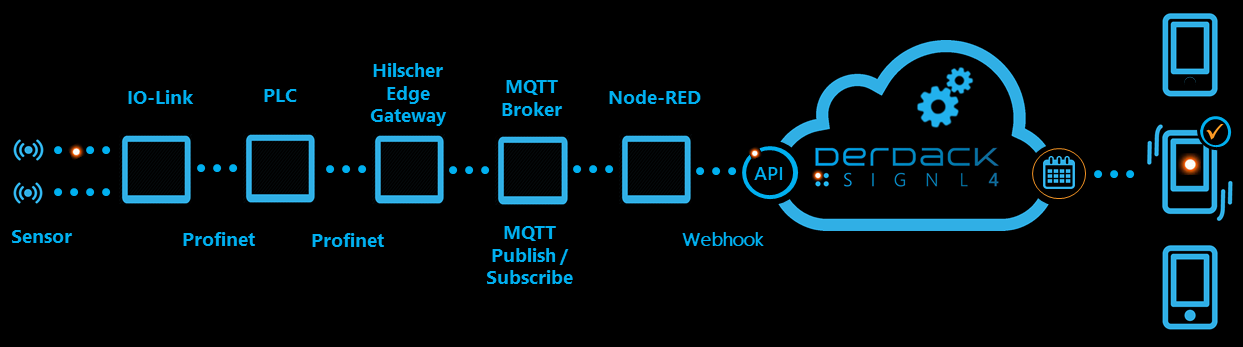 IO-Link
PLC
Hilscher
Edge
Gateway
MQTT
Broker
Node-RED
API
DERDACK
SIGNL4
Sensor
Profinet
Profinet
MQTT
Publish /
Subscribe
Webhook